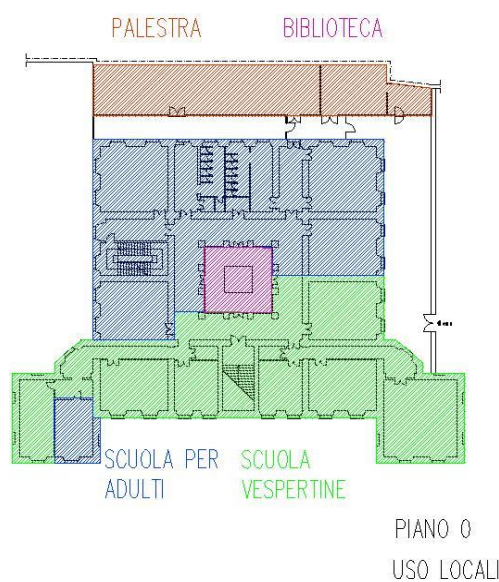 PALESTRA BIBLIOTECA
SCUOLA PER
ADULTI
SCUOLA
VESPERTINE
PIANO 0
USO LOCALI